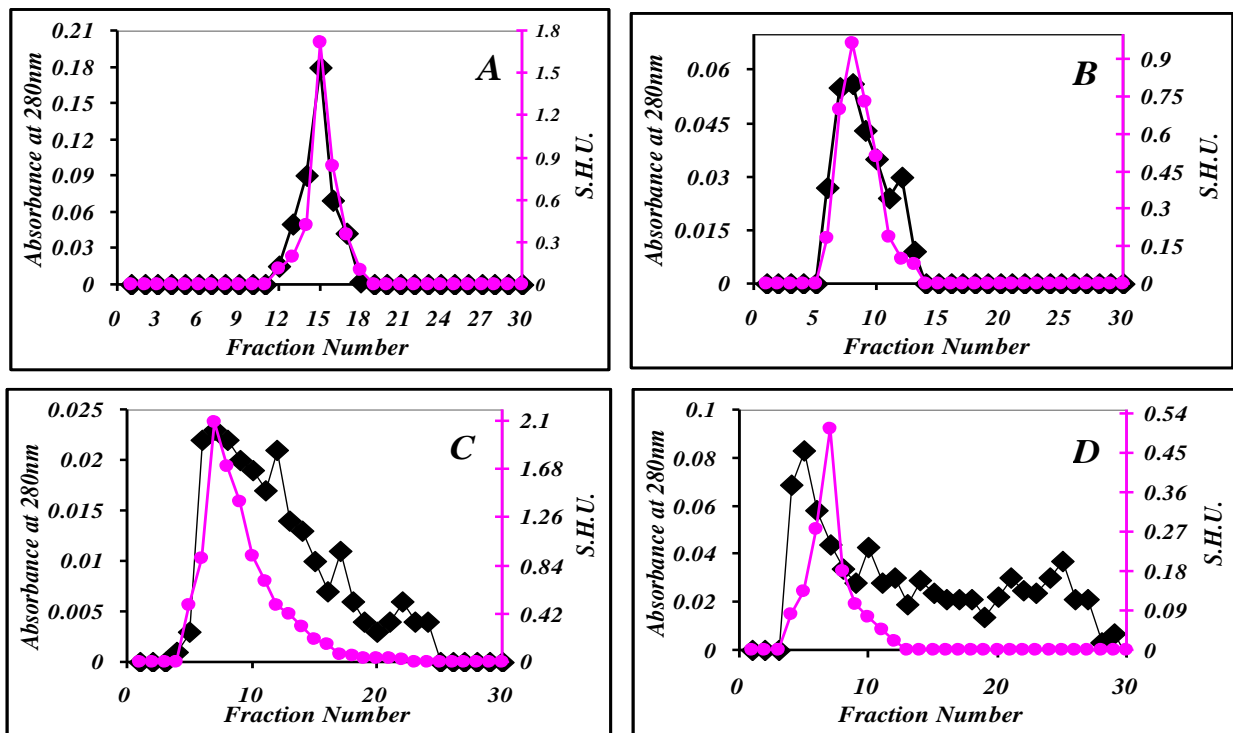 A
Absorbance at 280nm
0.21
0.18
0.15
0.12
0.09
0.06
0.03
0
1.8
1.5
1.2
0.9
0.6
0.3
0
S.H.U.
0 3 6 9 12 15 18 21 24 27 30
Fraction Number
B
Absorbance at 280nm
0.06
0.045
0.03
0.015
0
0.9
0.75
0.6
0.45
0.3
0.15
0
S.H.U.
0 5 10 15 20 25 30
Fraction Number
C
Absorbance at 280nm
0.025
0.02
0.015
0.01
0.005
0
2.1
1.68
1.26
0.84
0.42
0
S.H.U.
0 10 20 30
Fraction Number
D
Absorbance at 280nm
0.1
0.08
0.06
0.04
0.02
0
0.54
0.45
0.36
0.27
0.18
0.09
0
S.H.U.
0 10 20 30
Fraction Number